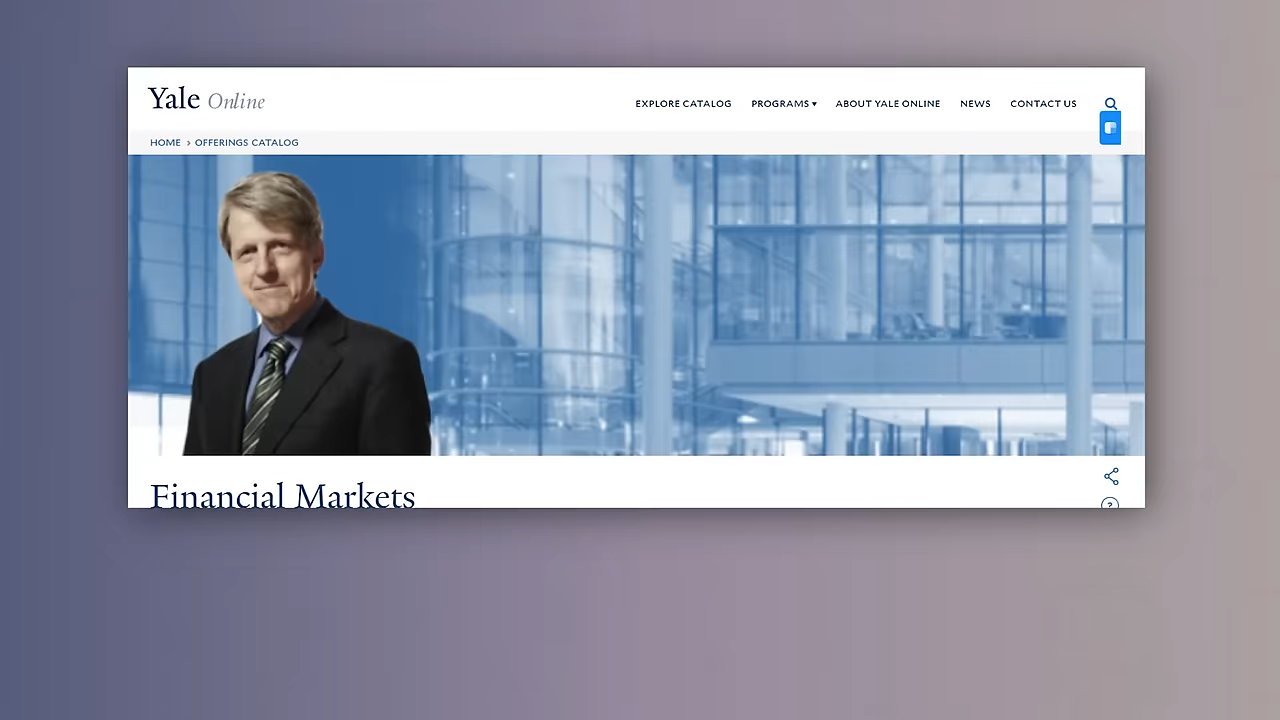 Yale Online
EXPLORE CATALOG PROGRAMS ▾ ABOUT YALE ONLINE NEWS CONTACT US
HOME › OFFERINGS CATALOG
Financial Markets
?